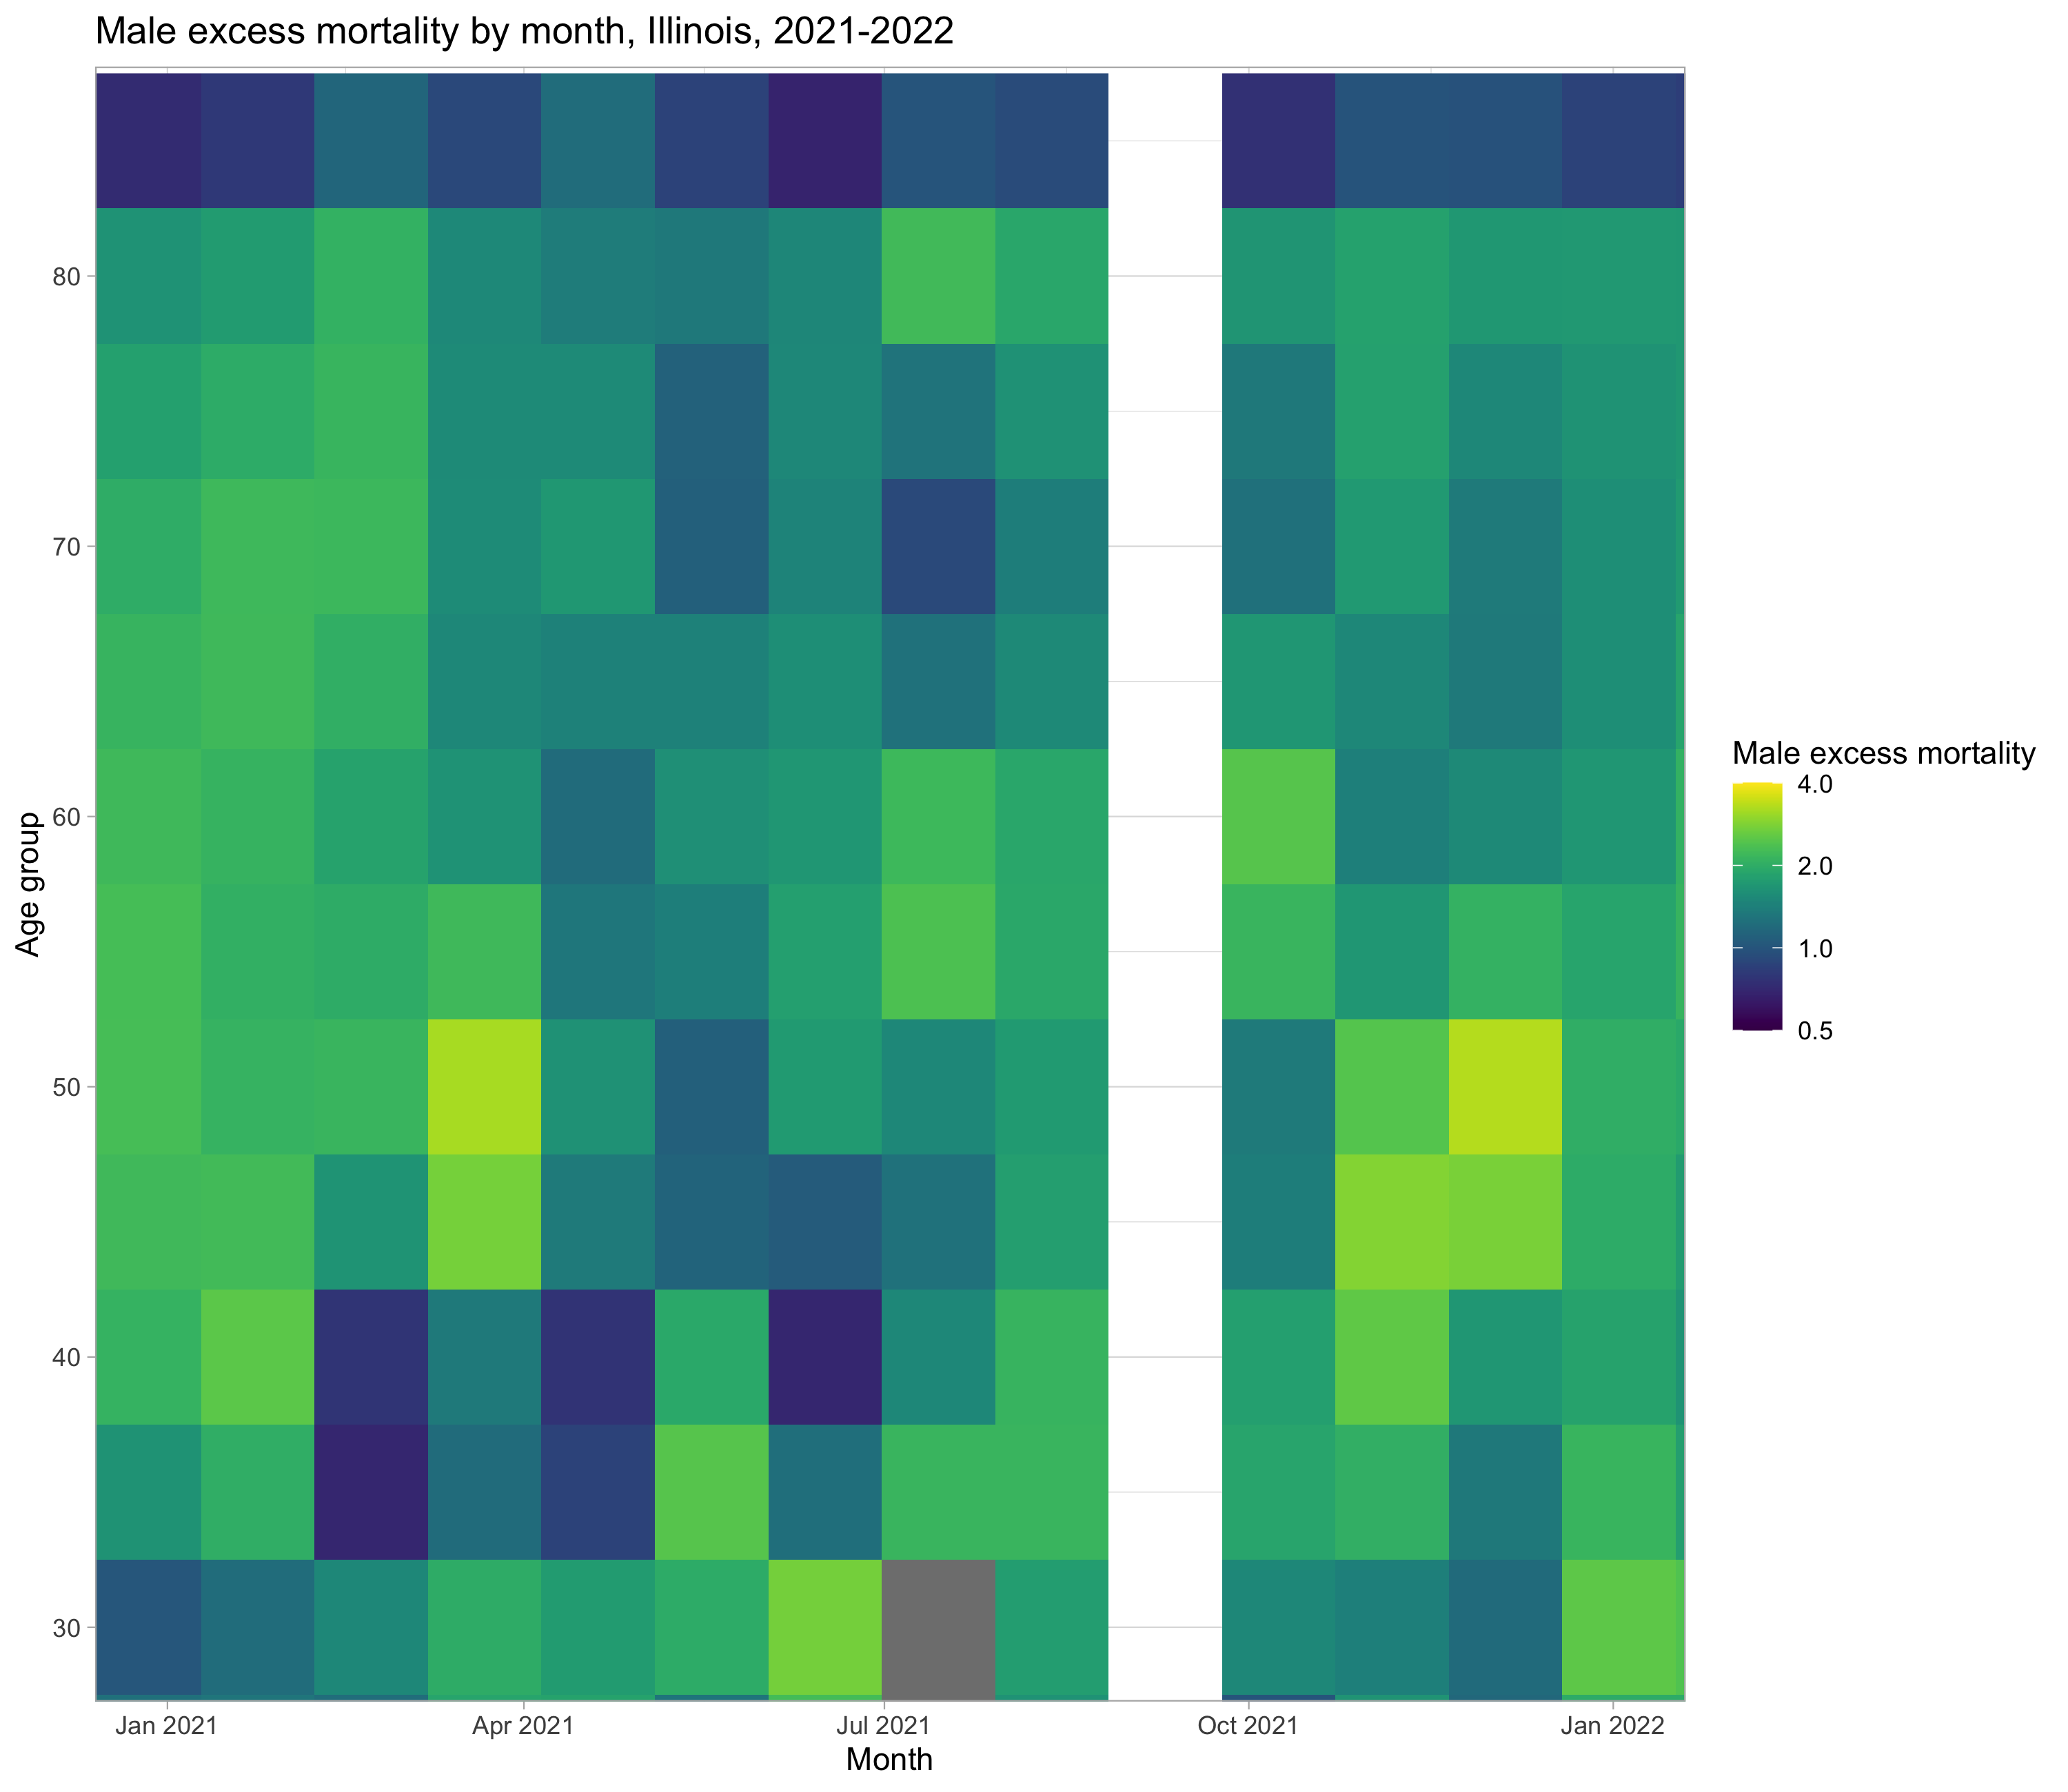 Male excess mortality by month, Illinois, 2021-2022
80
70
60
50
40
30
Age group
Jan 2021
Apr 2021
Jul 2021
Oct 2021
Jan 2022
Month
Male excess mortality
4.0
2.0
1.0
0.5